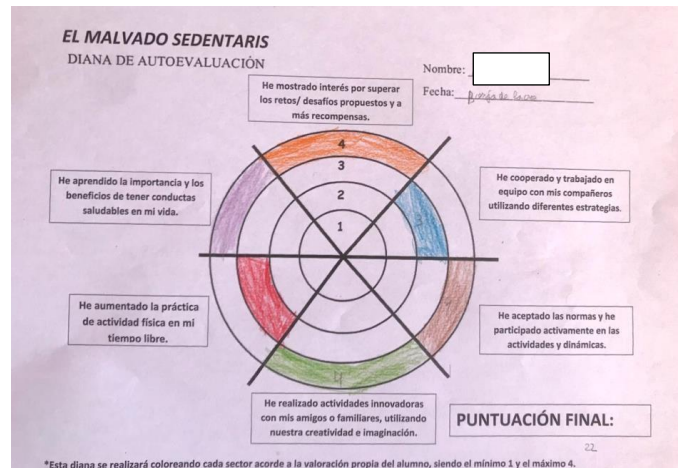 EL MALVADO SEDENTARIS
DIANA DE AUTOEVALUACIÓN
Nombre:
Fecha:
He mostrado interés por superar
los retos/ desafíos propuestos y a
más recompensas.
He aprendido la importancia y los
beneficios de tener conductas
saludables en mi vida.
He cooperado y trabajado en
equipo con mis compañeros
utilizando diferentes estrategias.
4
3
2
1
He aumentado la práctica
de actividad física en mi
tiempo libre.
He aceptado las normas y he
participado activamente en las
actividades y dinámicas.
4
He realizado actividades innovadoras
con mis amigos o familiares, utilizando
nuestra creatividad e imaginación.
PUNTUACIÓN FINAL:
22
*Esta diana se realizará coloreando cada sector acorde a la valoración propia del alumno, siendo el mínimo 1 y el máximo 4.